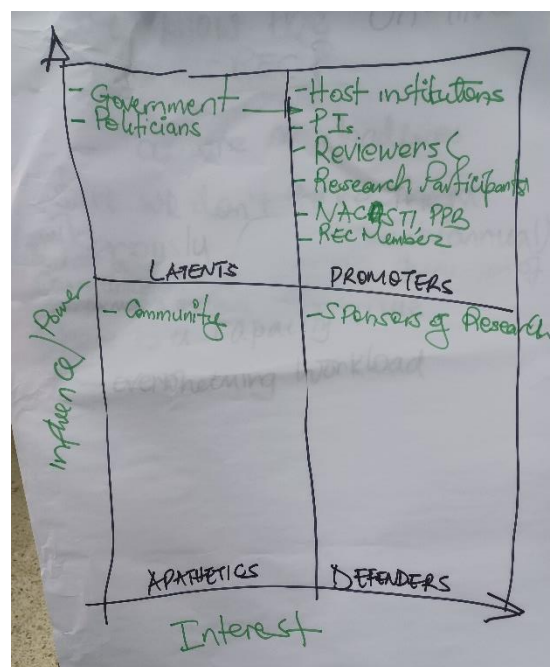 - Government
- Politicians
LATENTS
- Host institutions
- PIs
- Reviewers
- Research Participants
- NACOSTI, PPB
- REC Members
PROMOTERS
- Community
APATHETICS
- Sponsors of Research
DEFENDERS
Influence/Power
Interest